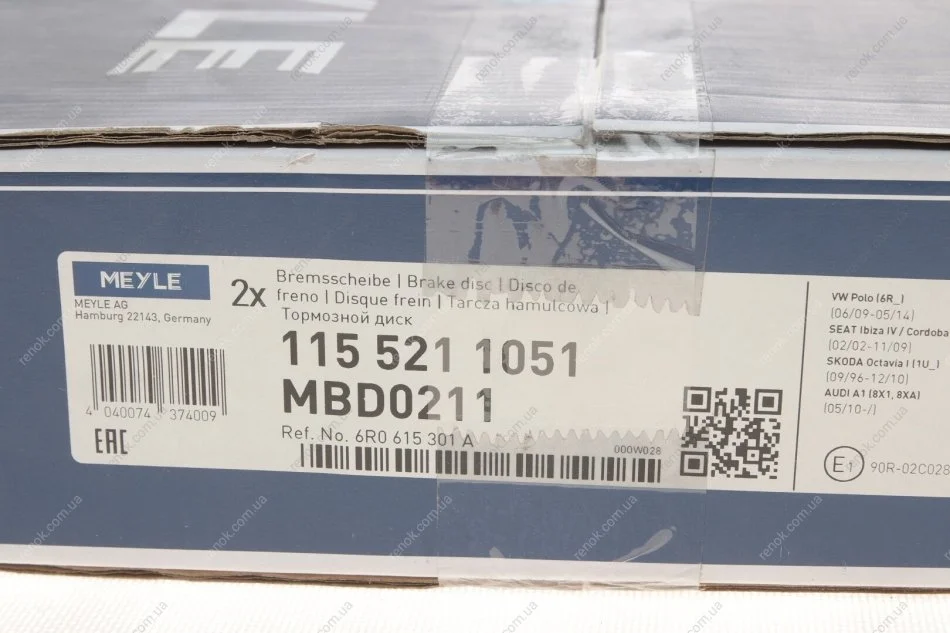 MEYLE
MEYLE AG
Hamburg 22143, Germany
4 040074 374009
EAC
2x
Bremsscheibe | Brake disc | Disco de
freno | Disque frein | Tarcza hamulcowa |
Тормозной диск
115 521 1051
MBD0211
Ref. No. 6R0 615 301 A
000W028
VW Polo (6R_)
(06/09-05/14)
SEAT Ibiza IV / Cordoba
(02/02-11/09)
SKODA Octavia I (1U_)
(09/96-12/10)
AUDI A1 (8X1, 8XA)
(05/10-/)
E1 90R-02C028
renok.com.ua